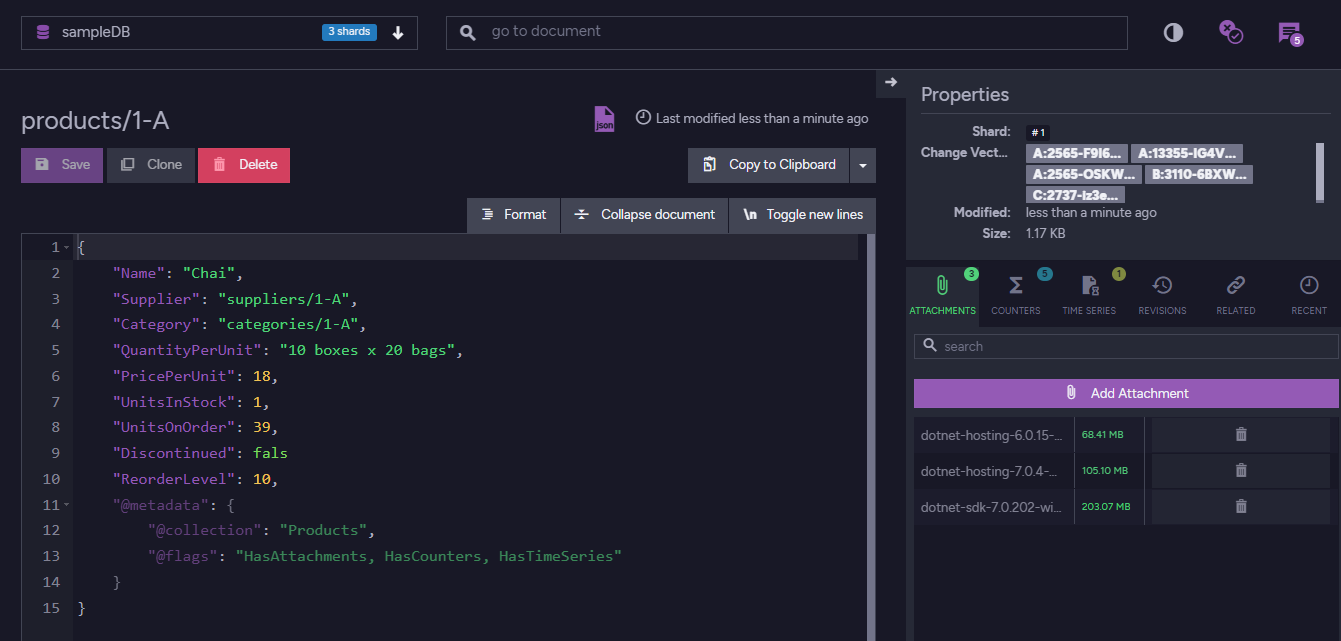 sampleDB 3 shards go to document 5
products/1-A json Last modified less than a minute ago
Save Clone Delete Copy to Clipboard
Format Collapse document \n Toggle new lines
1 {
2 "Name": "Chai",
3 "Supplier": "suppliers/1-A",
4 "Category": "categories/1-A",
5 "QuantityPerUnit": "10 boxes x 20 bags",
6 "PricePerUnit": 18,
7 "UnitsInStock": 1,
8 "UnitsOnOrder": 39,
9 "Discontinued": fals
10 "ReorderLevel": 10,
11 "@metadata": {
12 "@collection": "Products",
13 "@flags": "HasAttachments, HasCounters, HasTimeSeries"
14 }
15 }
Properties
Shard: #1
Change Vect... A:2565-F9I6... A:13355-IG4V...
A:2565-OSKW... B:3110-6BXW...
C:2737-Iz3e...
Modified: less than a minute ago
Size: 1.17 KB
3 5 1
ATTACHMENTS COUNTERS TIME SERIES REVISIONS RELATED RECENT
search
Add Attachment
dotnet-hosting-6.0.15-... 68.41 MB
dotnet-hosting-7.0.4-... 105.10 MB
dotnet-sdk-7.0.202-wi... 203.07 MB